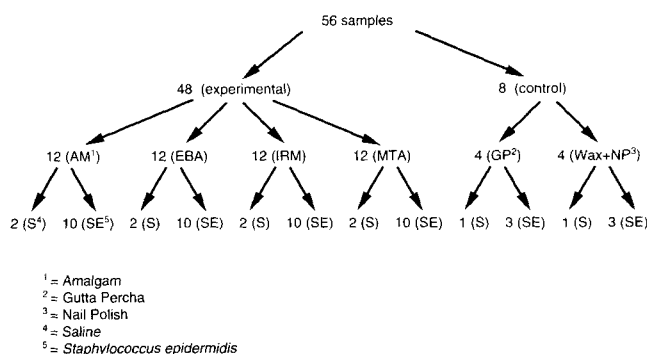 56 samples
48 (experimental) 8 (control)
12 (AM¹) 12 (EBA) 12 (IRM) 12 (MTA) 4 (GP²) 4 (Wax+NP³)
2 (S⁴) 10 (SE⁵) 2 (S) 10 (SE) 2 (S) 10 (SE) 2 (S) 10 (SE) 1 (S) 3 (SE) 1 (S) 3 (SE)
¹ = Amalgam
² = Gutta Percha
³ = Nail Polish
⁴ = Saline
⁵ = Staphylococcus epidermidis